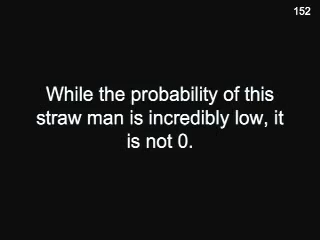 152
While the probability of this
straw man is incredibly low, it
is not 0.